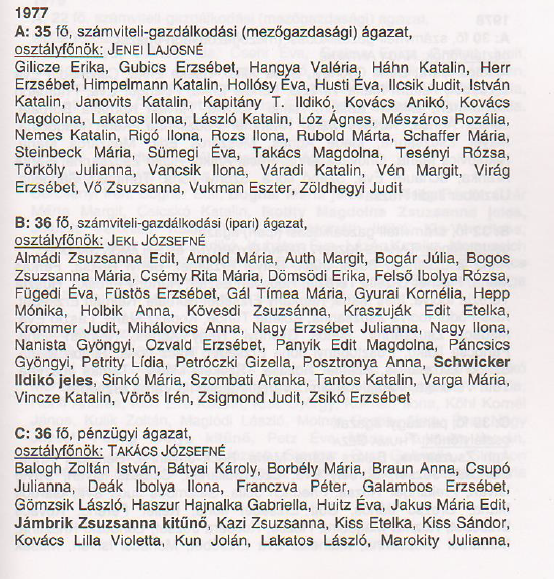 1977
A: 35 fő, számviteli-gazdálkodási (mezőgazdasági) ágazat,
osztályfőnök: JENEI LAJOSNÉ
Gilicze Erika, Gubics Erzsébet, Hangya Valéria, Háhn Katalin, Herr
Erzsébet, Himpelmann Katalin, Hollósy Éva, Husti Éva, Ilcsik Judit, István
Katalin, Janovits Katalin, Kapitány T. Ildikó, Kovács Anikó, Kovács
Magdolna, Lakatos Ilona, László Katalin, Lóz Ágnes, Mészáros Rozália,
Nemes Katalin, Rigó Ilona, Rozs Ilona, Rubold Márta, Schaffer Mária,
Steinbeck Mária, Sümegi Éva, Takács Magdolna, Tesényi Rózsa,
Törköly Julianna, Vancsik Ilona, Váradi Katalin, Vén Margit, Virág
Erzsébet, Vő Zsuzsanna, Vukman Eszter, Zöldhegyi Judit
B: 36 fő, számviteli-gazdálkodási (ipari) ágazat,
osztályfőnök: JEKL JÓZSEFNÉ
Almádi Zsuzsanna Edit, Arnold Mária, Auth Margit, Bogár Júlia, Bogos
Zsuzsanna Mária, Csémy Rita Mária, Dömsödi Erika, Felső Ibolya Rózsa,
Fügedi Éva, Füstös Erzsébet, Gál Tímea Mária, Gyurai Kornélia, Hepp
Mónika, Holbik Anna, Kövesdi Zsuzsánna, Kraszuják Edit Etelka,
Krommer Judit, Mihálovics Anna, Nagy Erzsébet Julianna, Nagy Ilona,
Nanista Gyöngyi, Ozvald Erzsébet, Panyik Edit Magdolna, Páncsics
Gyöngyi, Petrity Lídia, Petróczki Gizella, Posztronya Anna, Schwicker
Ildikó jeles, Sinkó Mária, Szombati Aranka, Tantos Katalin, Varga Mária,
Vincze Katalin, Vörös Irén, Zsigmond Judit, Zsikó Erzsébet
C: 36 fő, pénzügyi ágazat,
osztályfőnök: TAKÁCS JÓZSEFNÉ
Balogh Zoltán István, Bátyai Károly, Borbély Mária, Braun Anna, Csupó
Julianna, Deák Ibolya Ilona, Franczva Péter, Galambos Erzsébet,
Gömzsik László, Haszur Hajnalka Gabriella, Huitz Éva, Jakus Mária Edit,
Jámbrik Zsuzsanna kitűnő, Kazi Zsuzsanna, Kiss Etelka, Kiss Sándor,
Kovács Lilla Violetta, Kun Jolán, Lakatos László, Marokity Julianna,